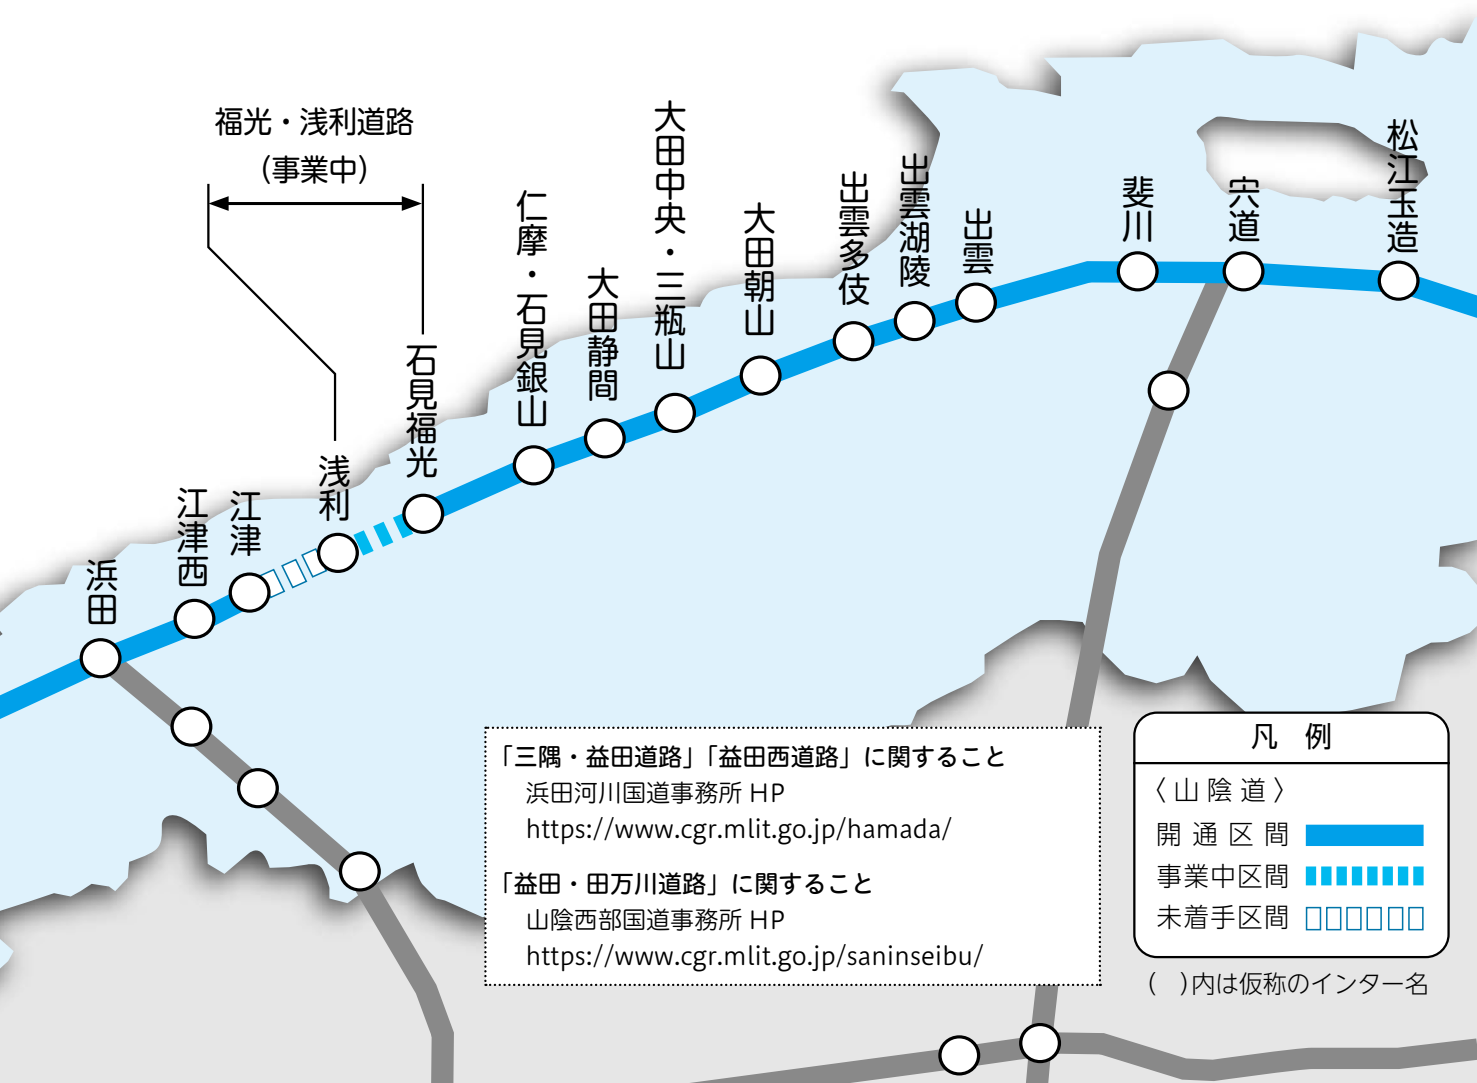 福光・浅利道路
(事業中)
浜田
江津西
江津
浅利
石見福光
仁摩・石見銀山
大田静間
大田中央・三瓶山
大田朝山
出雲多伎
出雲湖陵
出雲
斐川
宍道
松江玉造
「三隅・益田道路」「益田西道路」に関すること
浜田河川国道事務所 HP
https://www.cgr.mlit.go.jp/hamada/
「益田・田万川道路」に関すること
山陰西部国道事務所 HP
https://www.cgr.mlit.go.jp/saninseibu/
凡 例
〈山陰道〉
開通区間
事業中区間
未着手区間
( )内は仮称のインター名